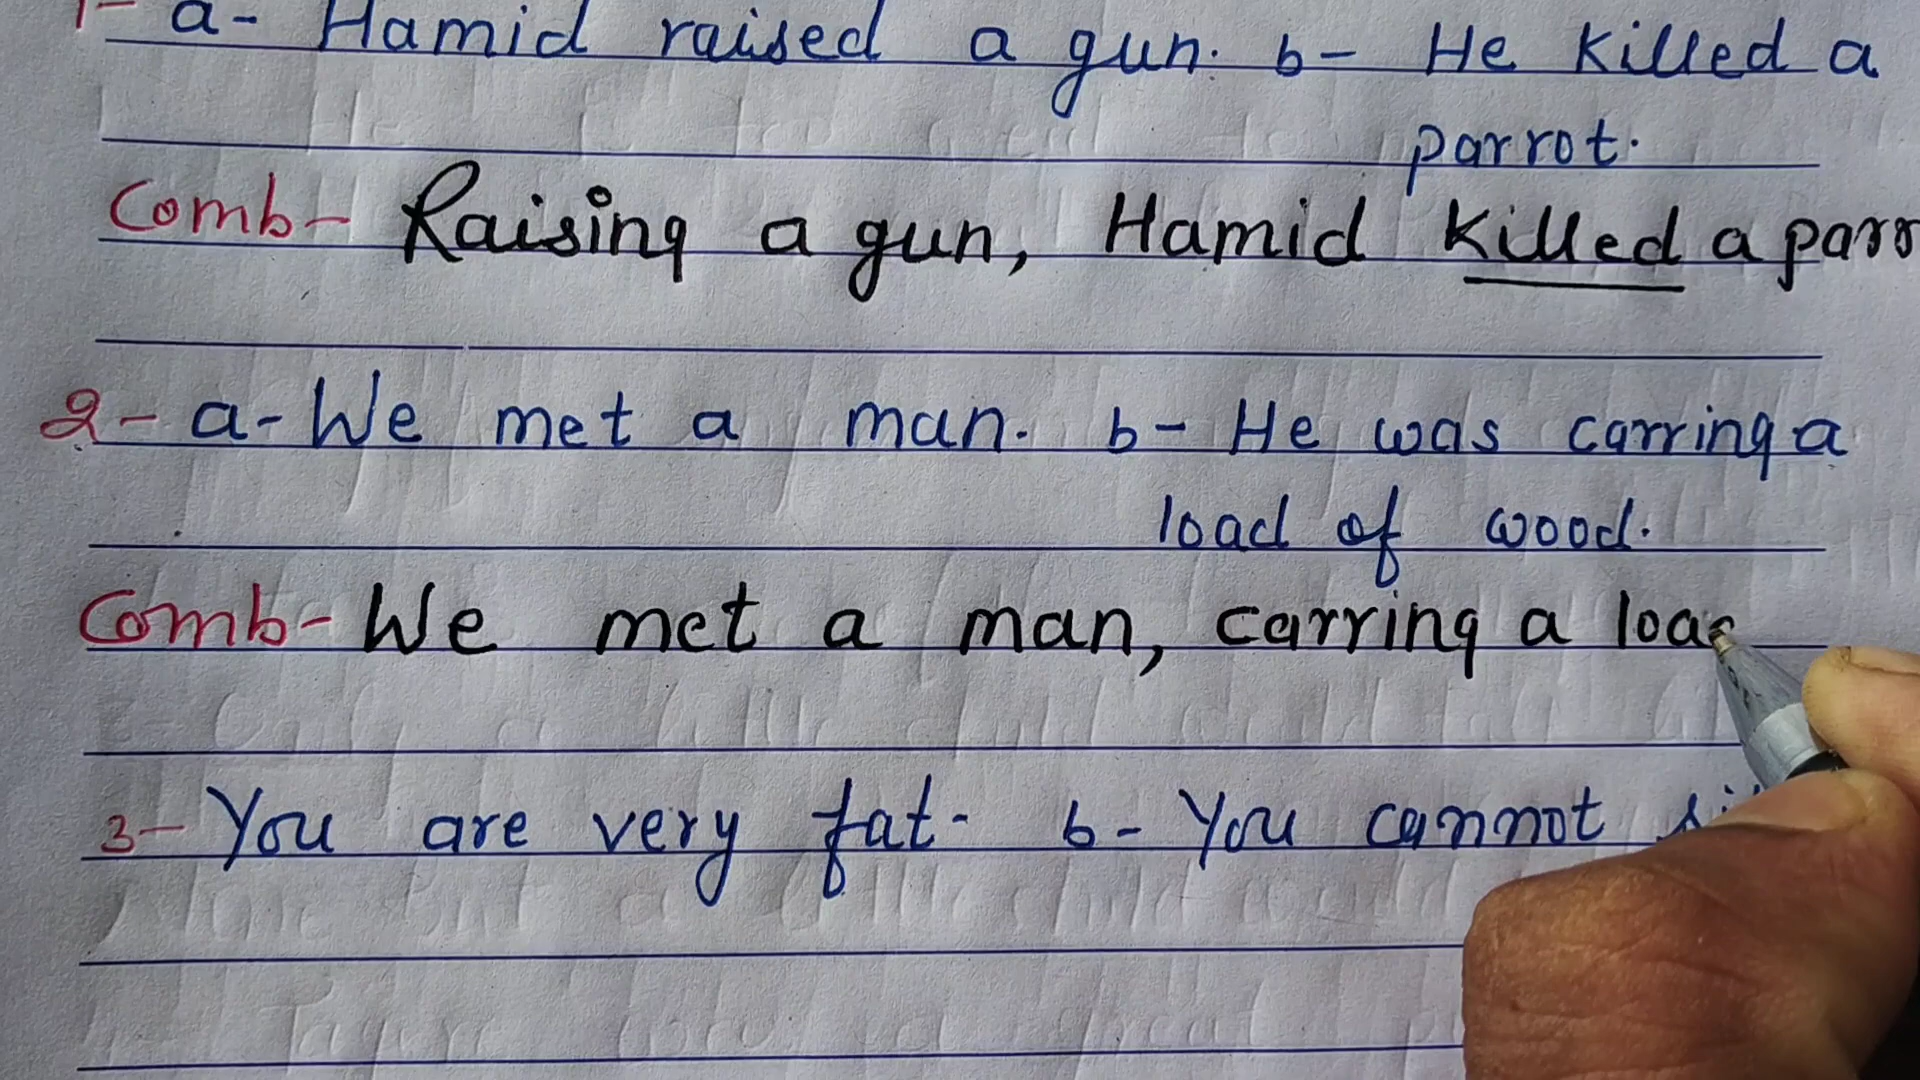 1- a- Hamid raised a gun. b- He killed a
parrot.
Comb- Raising a gun, Hamid killed a parr
2- a- We met a man. b- He was carring a
load of wood.
Comb- We met a man, carring a loa
3- You are very fat- b- You cannot